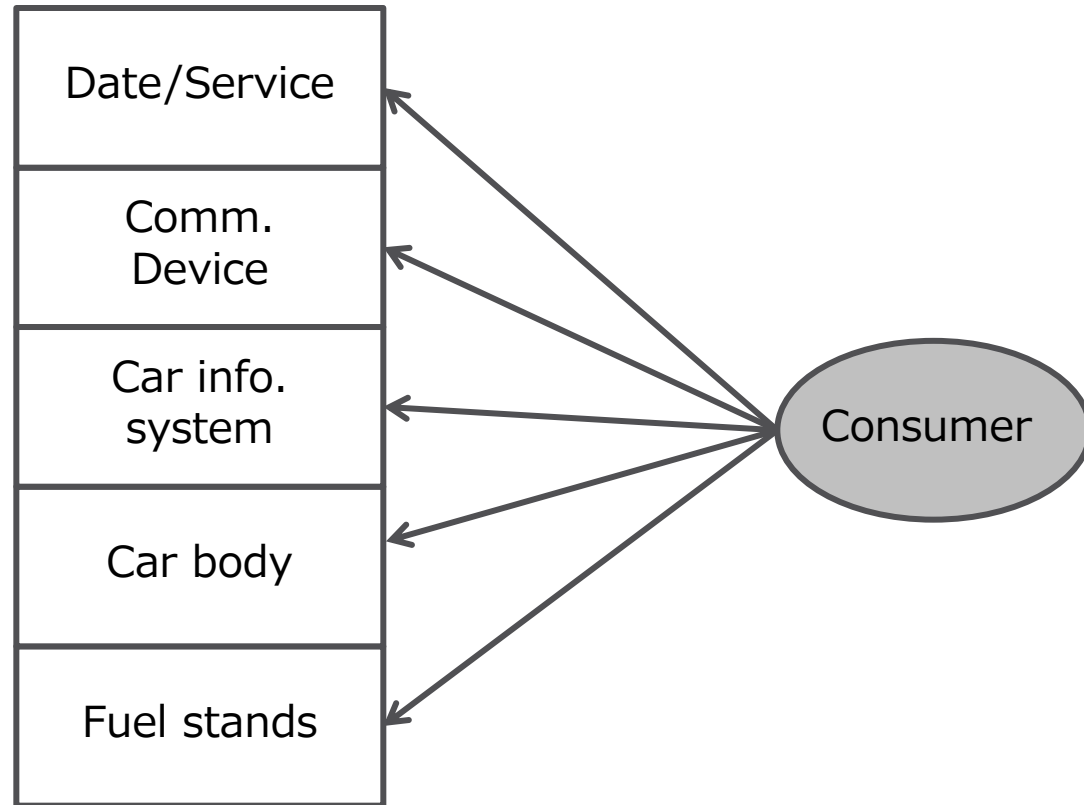 Date/Service
Comm.
Device
Car info.
system
Consumer
Car body
Fuel stands